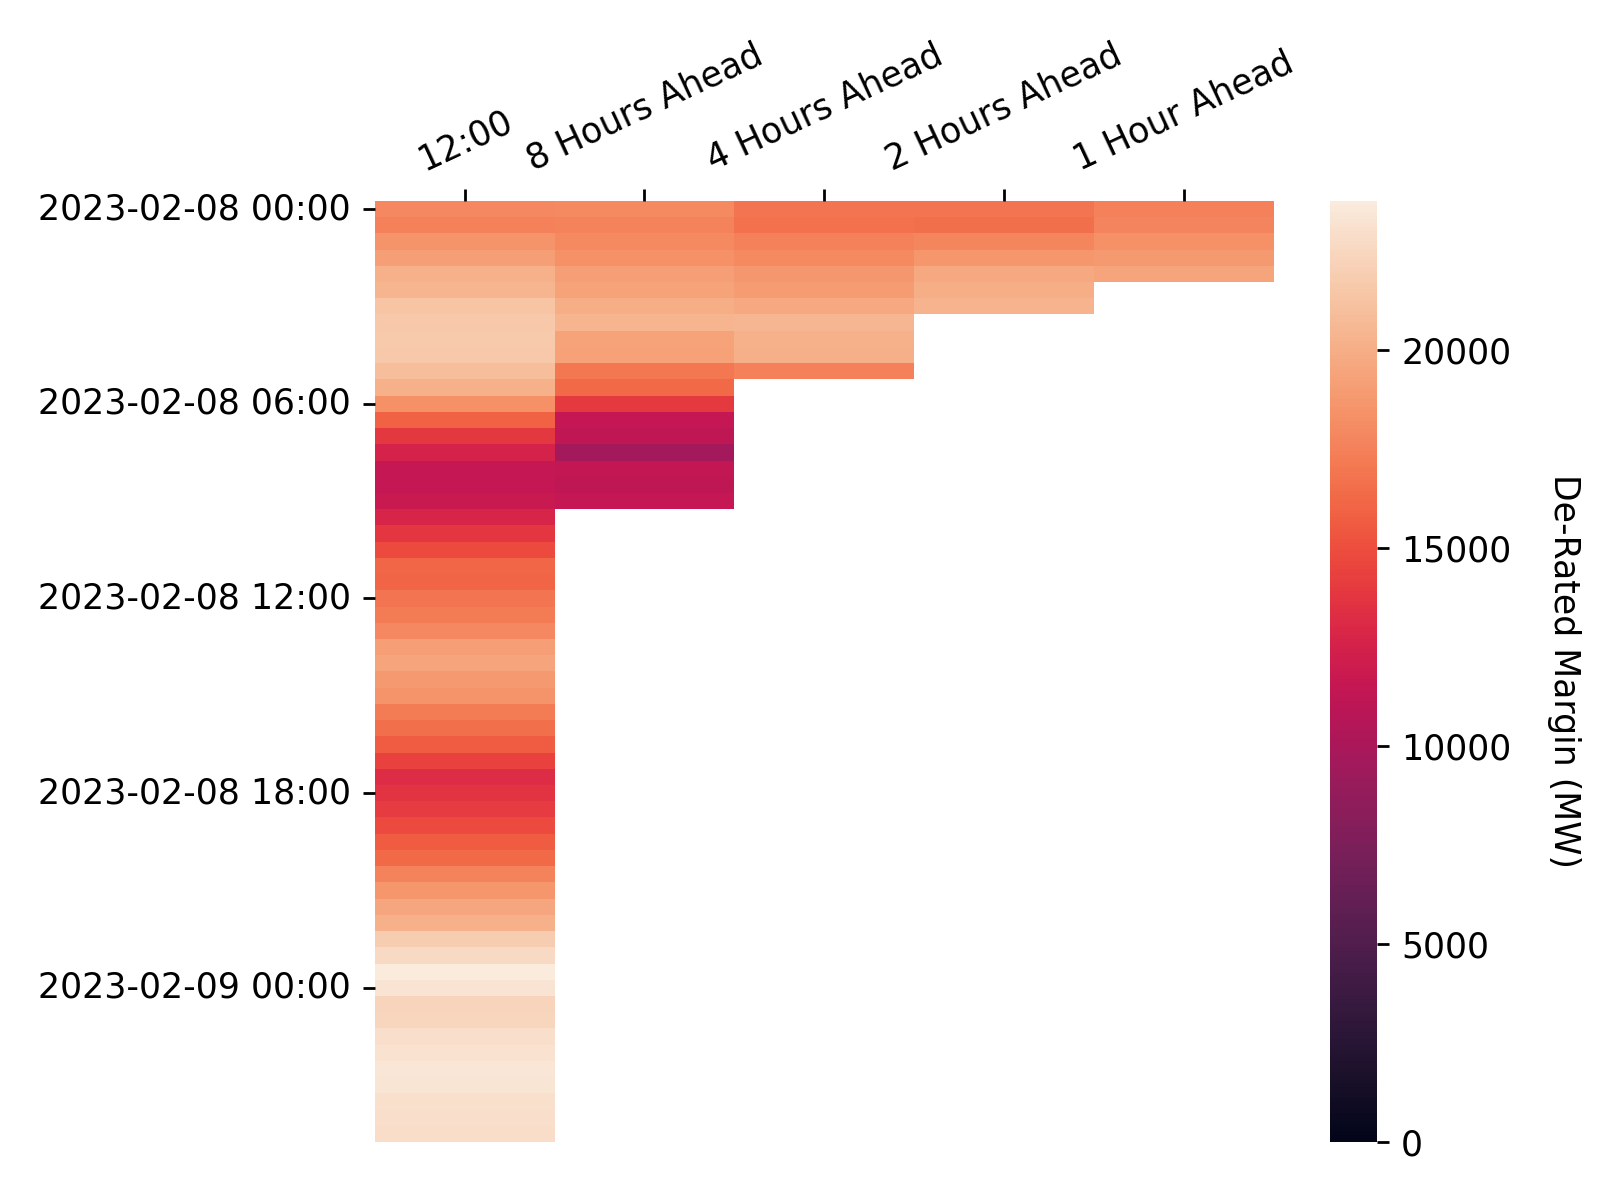 12:00
8 Hours Ahead
4 Hours Ahead
2 Hours Ahead
1 Hour Ahead
2023-02-08 00:00
2023-02-08 06:00
2023-02-08 12:00
2023-02-08 18:00
2023-02-09 00:00
20000
15000
10000
5000
0
De-Rated Margin (MW)